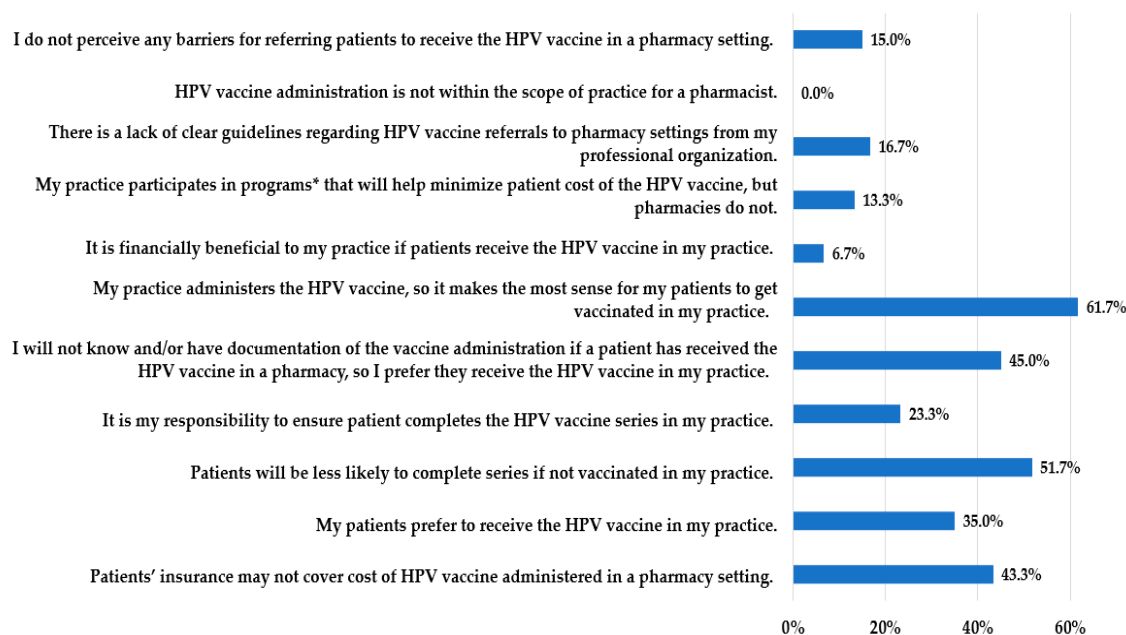 I do not perceive any barriers for referring patients to receive the HPV vaccine in a pharmacy setting.
15.0%
HPV vaccine administration is not within the scope of practice for a pharmacist.
0.0%
There is a lack of clear guidelines regarding HPV vaccine referrals to pharmacy settings from my
professional organization.
16.7%
My practice participates in programs* that will help minimize patient cost of the HPV vaccine, but
pharmacies do not.
13.3%
It is financially beneficial to my practice if patients receive the HPV vaccine in my practice.
6.7%
My practice administers the HPV vaccine, so it makes the most sense for my patients to get
vaccinated in my practice.
61.7%
I will not know and/or have documentation of the vaccine administration if a patient has received the
HPV vaccine in a pharmacy, so I prefer they receive the HPV vaccine in my practice.
45.0%
It is my responsibility to ensure patient completes the HPV vaccine series in my practice.
23.3%
Patients will be less likely to complete series if not vaccinated in my practice.
51.7%
My patients prefer to receive the HPV vaccine in my practice.
35.0%
Patients' insurance may not cover cost of HPV vaccine administered in a pharmacy setting.
43.3%
0% 20% 40% 60%